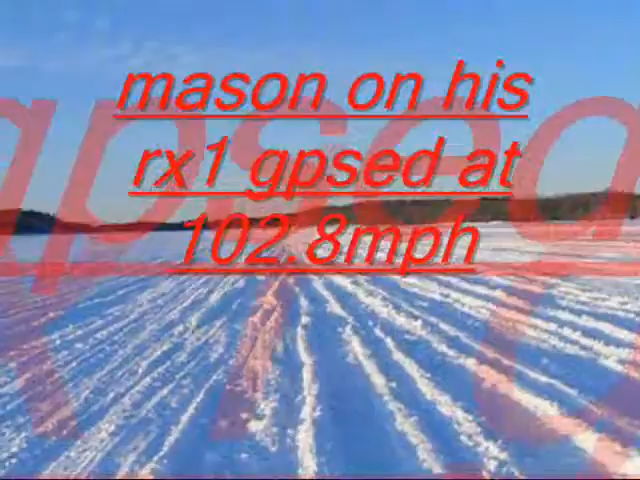 mason on his
rx1 gpsed at
102.8mph